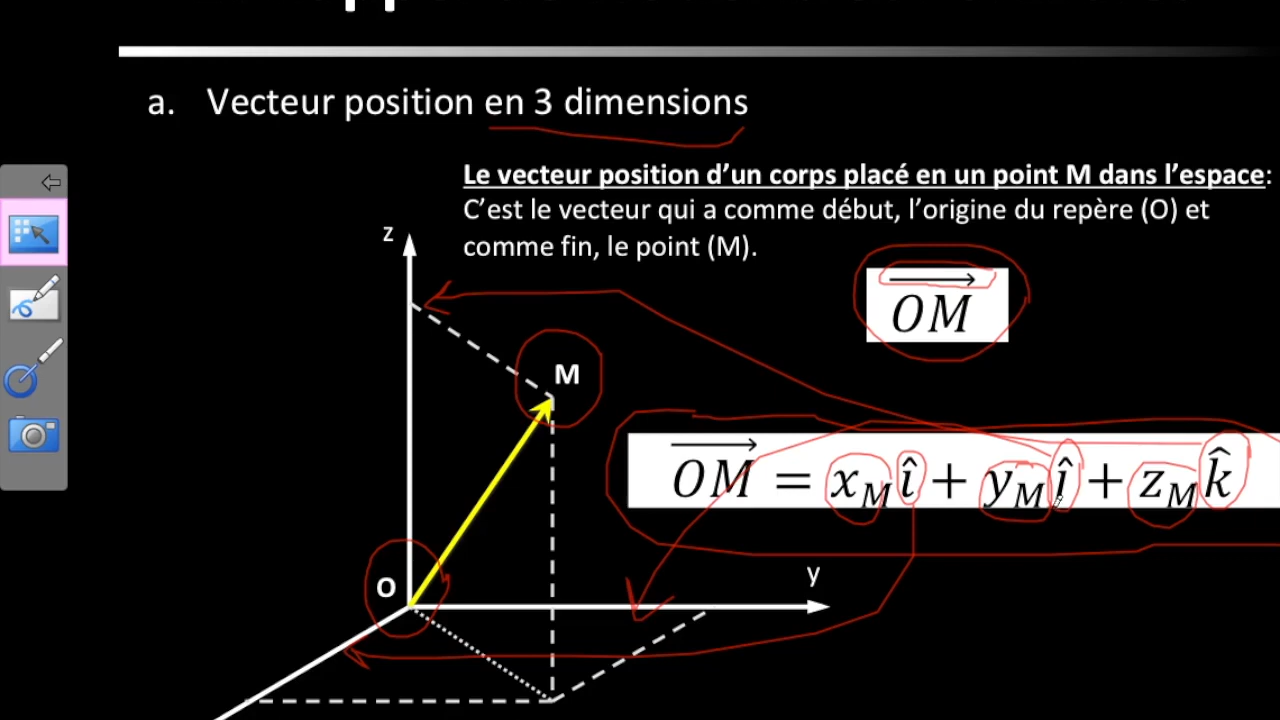 a. Vecteur position en 3 dimensions
Le vecteur position d’un corps placé en un point M dans l’espace:
C’est le vecteur qui a comme début, l’origine du repère (O) et
comme fin, le point (M).
z
OM
M
OM = x_M î + y_M ĵ + z_M k̂
y
O